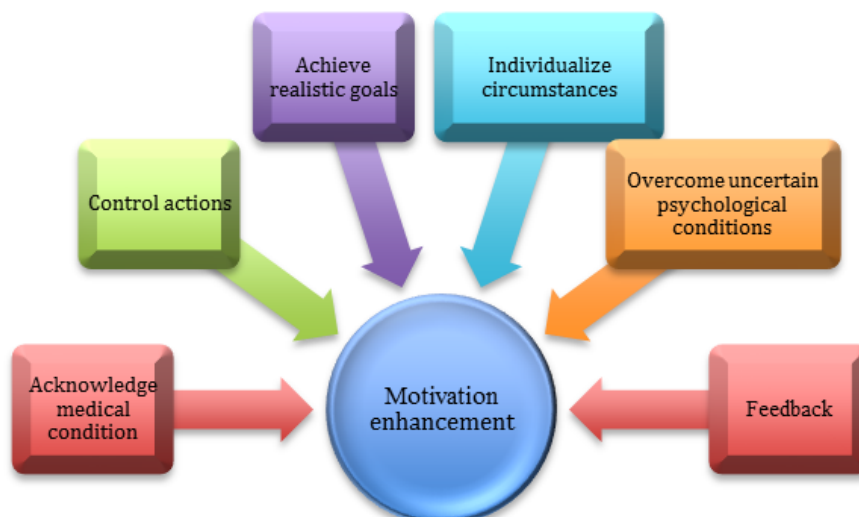 Achieve
realistic goals
Individualize
circumstances
Control actions
Overcome uncertain
psychological
conditions
Acknowledge
medical
condition
Motivation
enhancement
Feedback